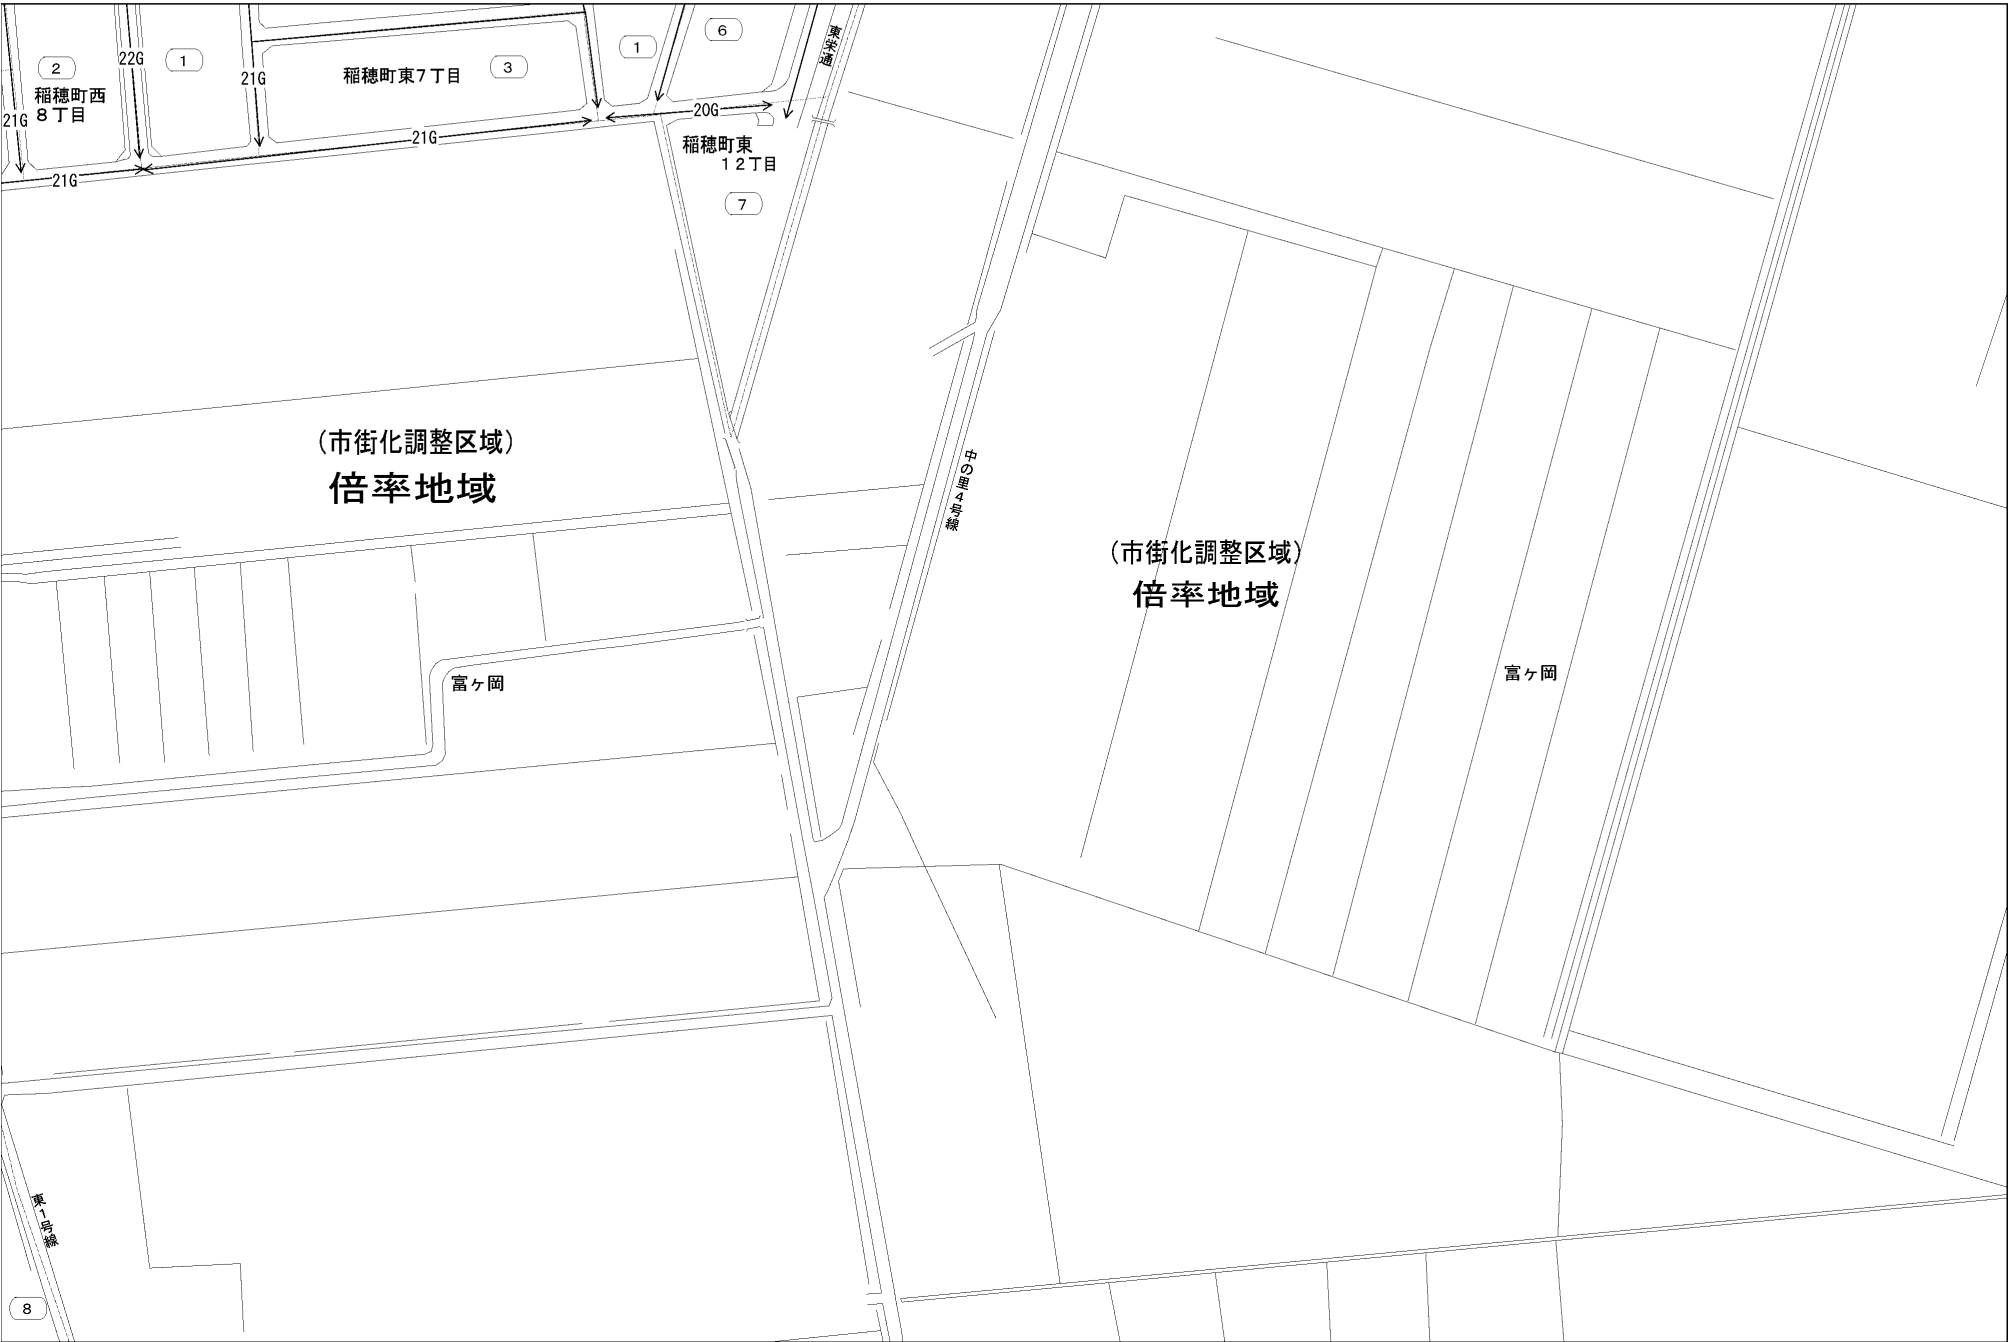 6
東栄通
1
22G
1
2
3
稲穂町東7丁目
21G
稲穂町西
8丁目
20G
21G
21G
稲穂町東
12丁目
21G
7
(市街化調整区域)
倍率地域
中の里4号線
(市街化調整区域)
倍率地域
富ヶ岡
富ヶ岡
東1号線
8